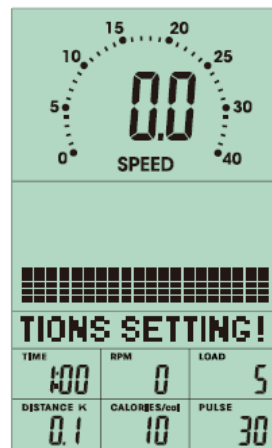 15 20
10 25
5 0.0 30
0 SPEED 40
TIONS SETTING!
TIME RPM LOAD
1:00 0 5
DISTANCE K CALORIES/cal PULSE
0.1 10 30